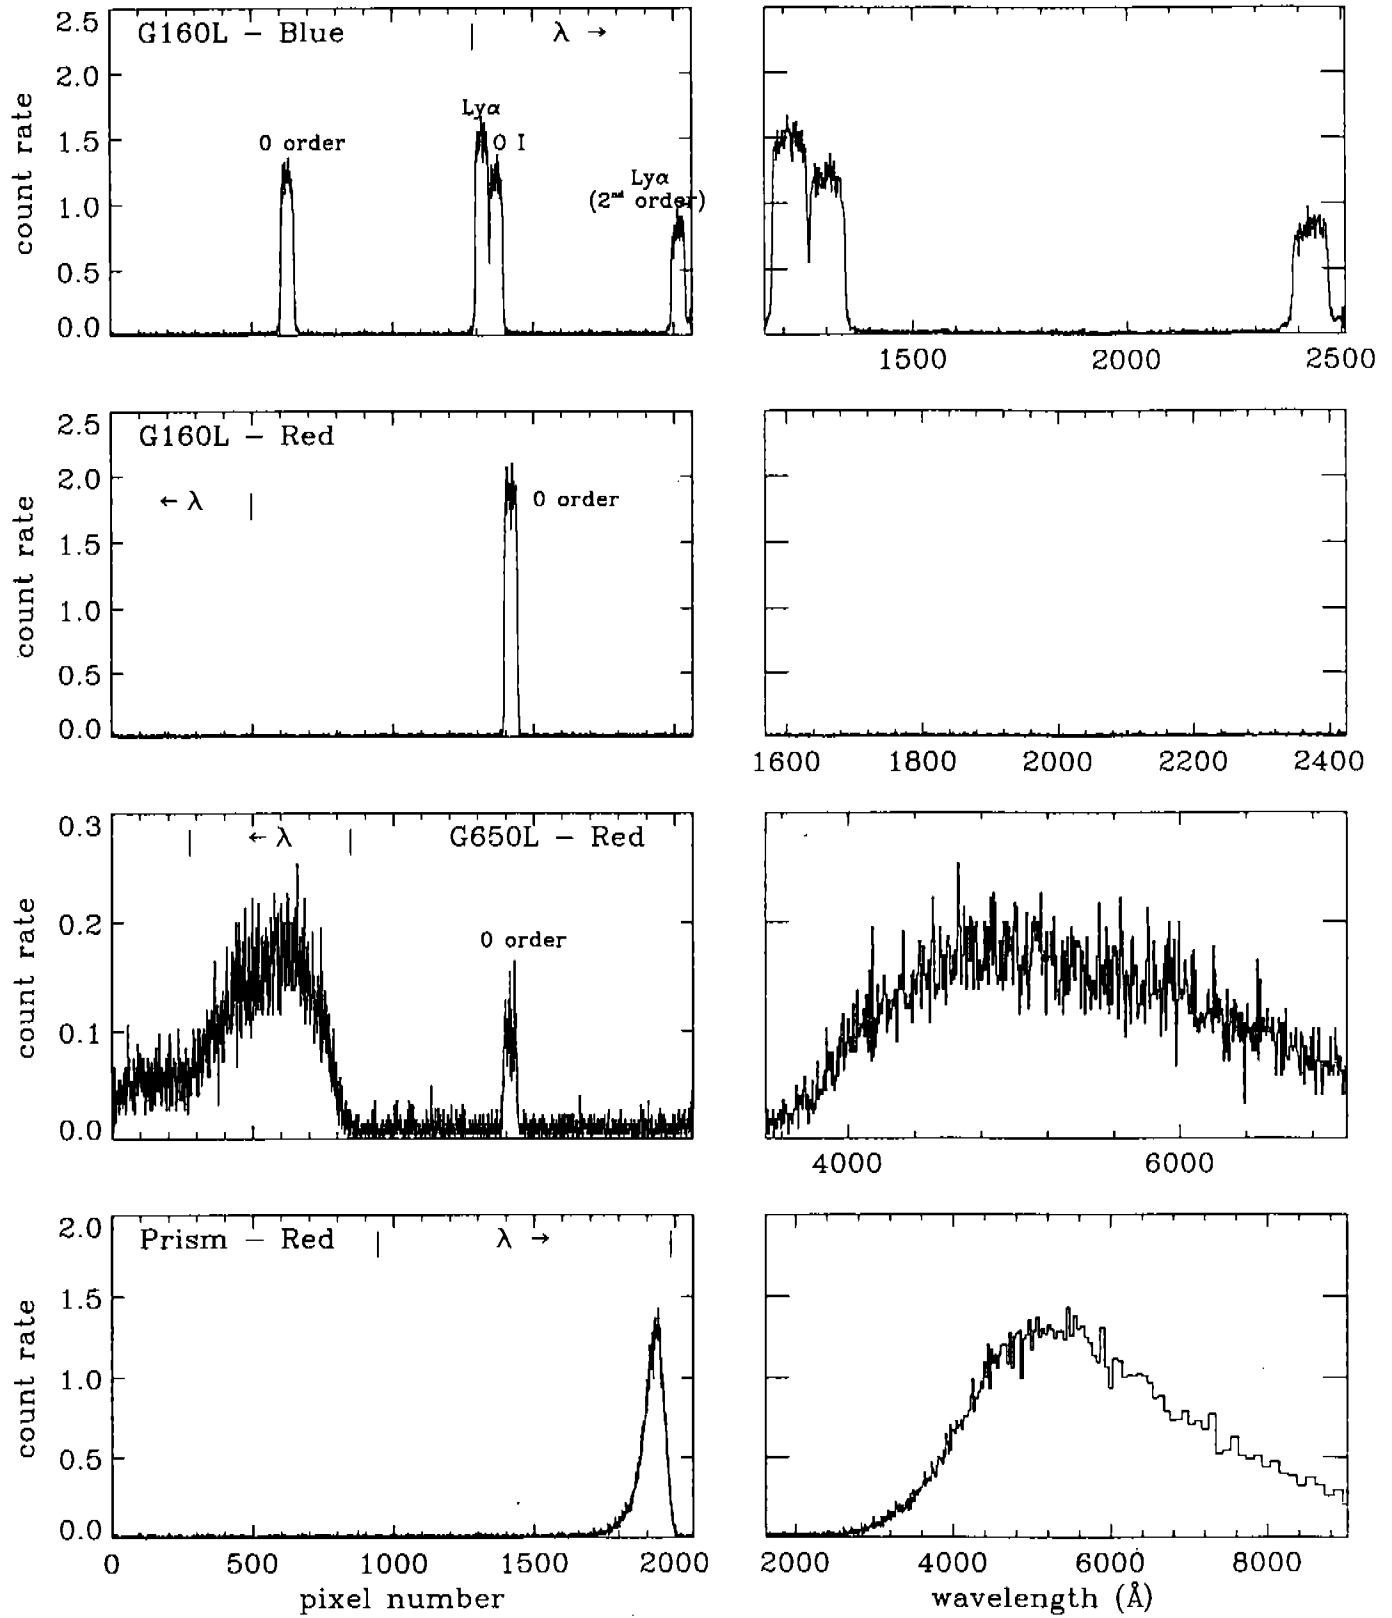 2.5
G160L – Blue
| λ →
2.0
Lyα
1.5
0 order
O I
Lyα
(2nd order)
1.0
0.5
0.0
count rate
1500
2000
2500
2.5
G160L – Red
2.0
← λ |
0 order
1.5
1.0
0.5
0.0
count rate
1600
1800
2000
2200
2400
0.3
| ← λ |
G650L – Red
0.2
0 order
0.1
0.0
count rate
4000
6000
2.0
Prism – Red
| λ → |
1.5
1.0
0.5
0.0
count rate
0
500
1000
1500
2000
pixel number
2000
4000
6000
8000
wavelength (Å)